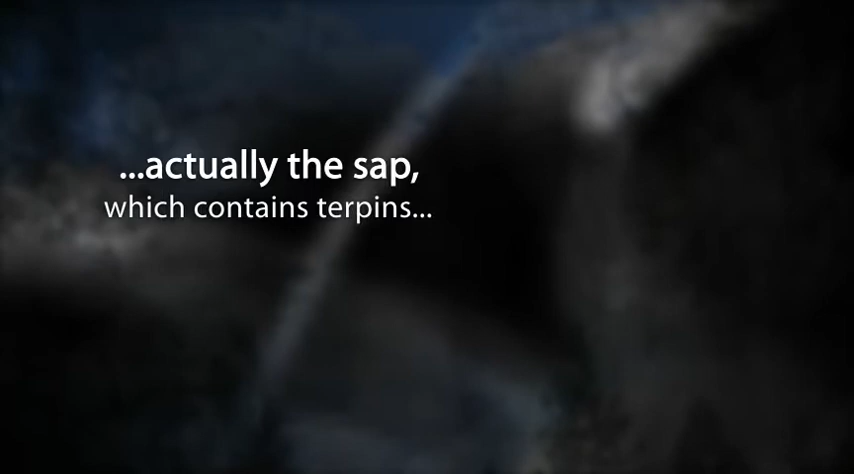 ...actually the sap,
which contains terpins...